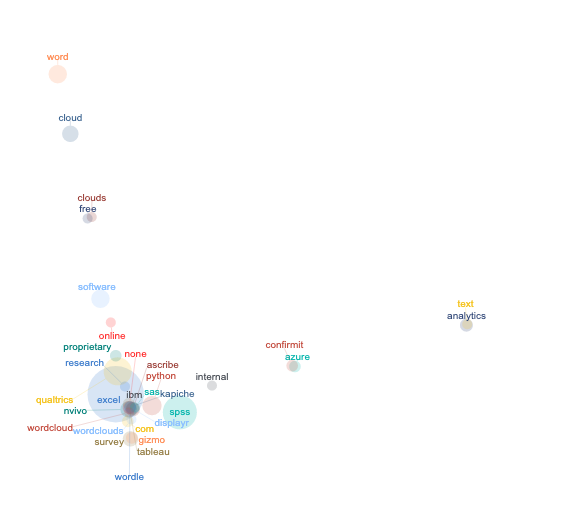 word
cloud
clouds
free
software
text
analytics
online
proprietary
none
confirmit
azure
research
ascribe
python
internal
qualtrics
excel
ibm
sas
kapiche
nvivo
spss
wordcloud
displayr
wordclouds
com
survey
gizmo
tableau
wordle